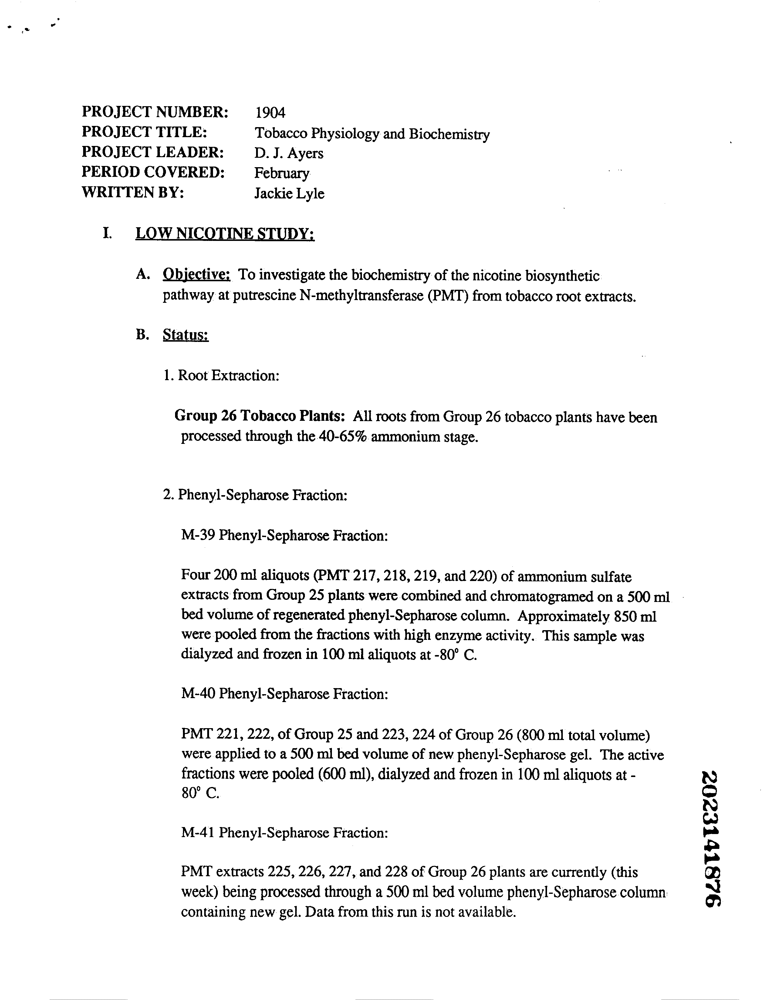 PROJECT NUMBER: 1904
PROJECT TITLE: Tobacco Physiology and Biochemistry
PROJECT LEADER: D. J. Ayers
PERIOD COVERED: February
WRITTEN BY: Jackie Lyle
I. LOW NICOTINE STUDY:
A. Objective: To investigate the biochemistry of the nicotine biosynthetic
pathway at putrescine N-methyltransferase (PMT) from tobacco root extracts.
B. Status:
1. Root Extraction:
Group 26 Tobacco Plants: All roots from Group 26 tobacco plants have been
processed through the 40-65% ammonium stage.
2. Phenyl-Sepharose Fraction:
M-39 Phenyl-Sepharose Fraction:
Four 200 ml aliquots (PMT 217, 218, 219, and 220) of ammonium sulfate
extracts from Group 25 plants were combined and chromatogramed on a 500 ml
bed volume of regenerated phenyl-Sepharose column. Approximately 850 ml
were pooled from the fractions with high enzyme activity. This sample was
dialyzed and frozen in 100 ml aliquots at -80° C.
M-40 Phenyl-Sepharose Fraction:
PMT 221, 222, of Group 25 and 223, 224 of Group 26 (800 ml total volume)
were applied to a 500 ml bed volume of new phenyl-Sepharose gel. The active
fractions were pooled (600 ml), dialyzed and frozen in 100 ml aliquots at -
80° C.
M-41 Phenyl-Sepharose Fraction:
PMT extracts 225, 226, 227, and 228 of Group 26 plants are currently (this
week) being processed through a 500 ml bed volume phenyl-Sepharose column
containing new gel. Data from this run is not available.
2023141876